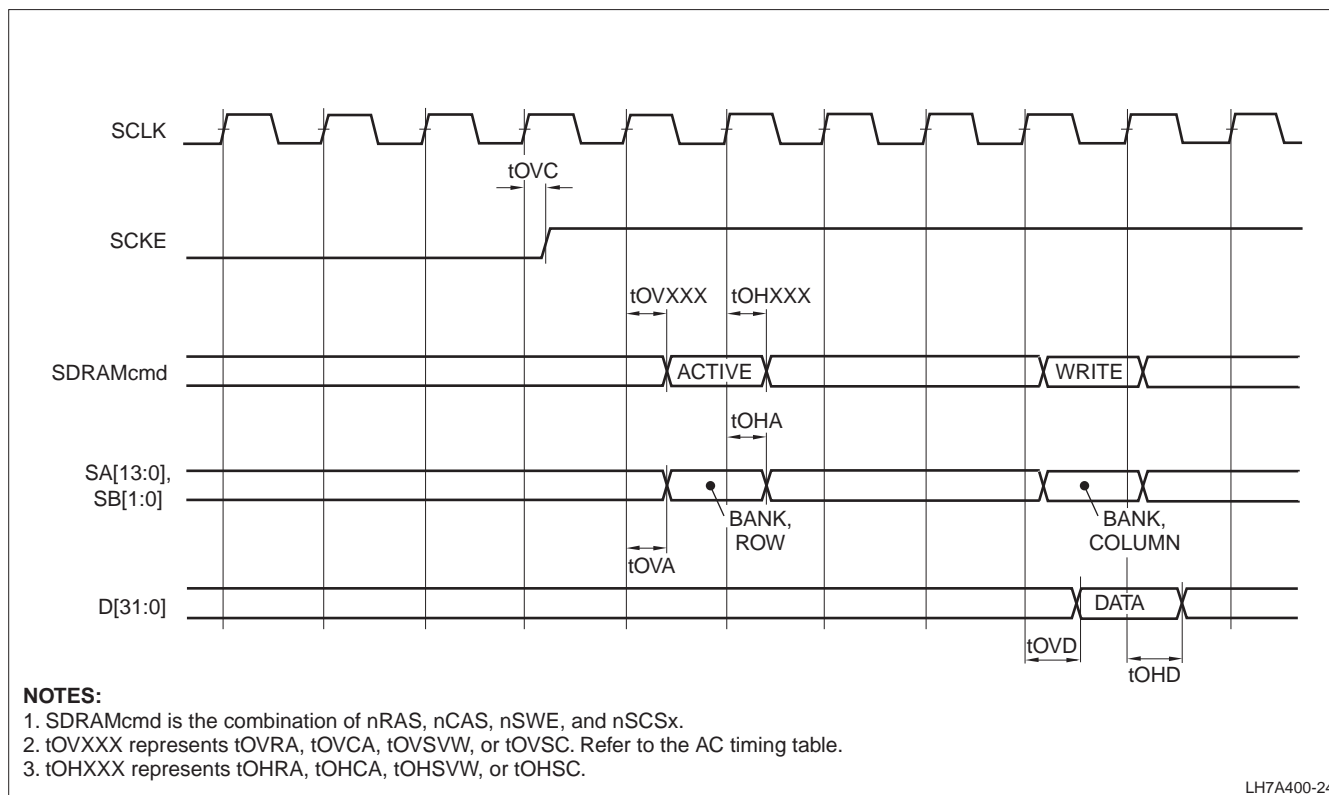 SCLK
tOVC
SCKE
tOVXXX
tOHXXX
SDRAMcmd
ACTIVE
WRITE
tOHA
SA[13:0],
SB[1:0]
BANK,
ROW
BANK,
COLUMN
tOVA
D[31:0]
DATA
tOVD
tOHD
NOTES:
1. SDRAMcmd is the combination of nRAS, nCAS, nSWE, and nSCSx.
2. tOVXXX represents tOVRA, tOVCA, tOVSVW, or tOVSC. Refer to the AC timing table.
3. tOHXXX represents tOHRA, tOHCA, tOHSVW, or tOHSC.
LH7A400-24